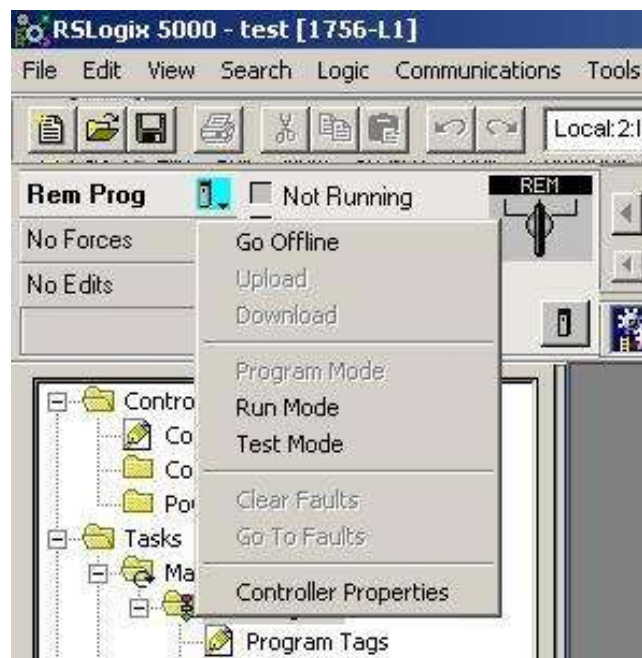 RSLogix 5000 - test [1756-L1]
File Edit View Search Logic Communications Tools
Local:2:I
Rem Prog Not Running REM
No Forces
No Edits
Go Offline
Upload
Download
Program Mode
Run Mode
Test Mode
Clear Faults
Go To Faults
Controller Properties
Contro
Co
Co
Po
Tasks
Ma
Program Tags